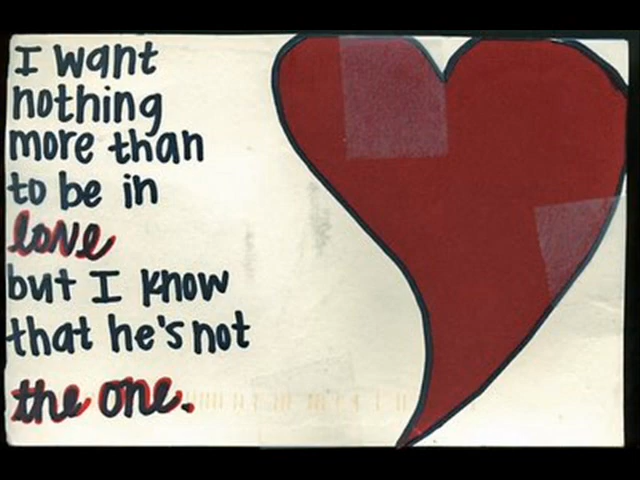 I want
nothing
more than
to be in
love
but I know
that he's not
the one.